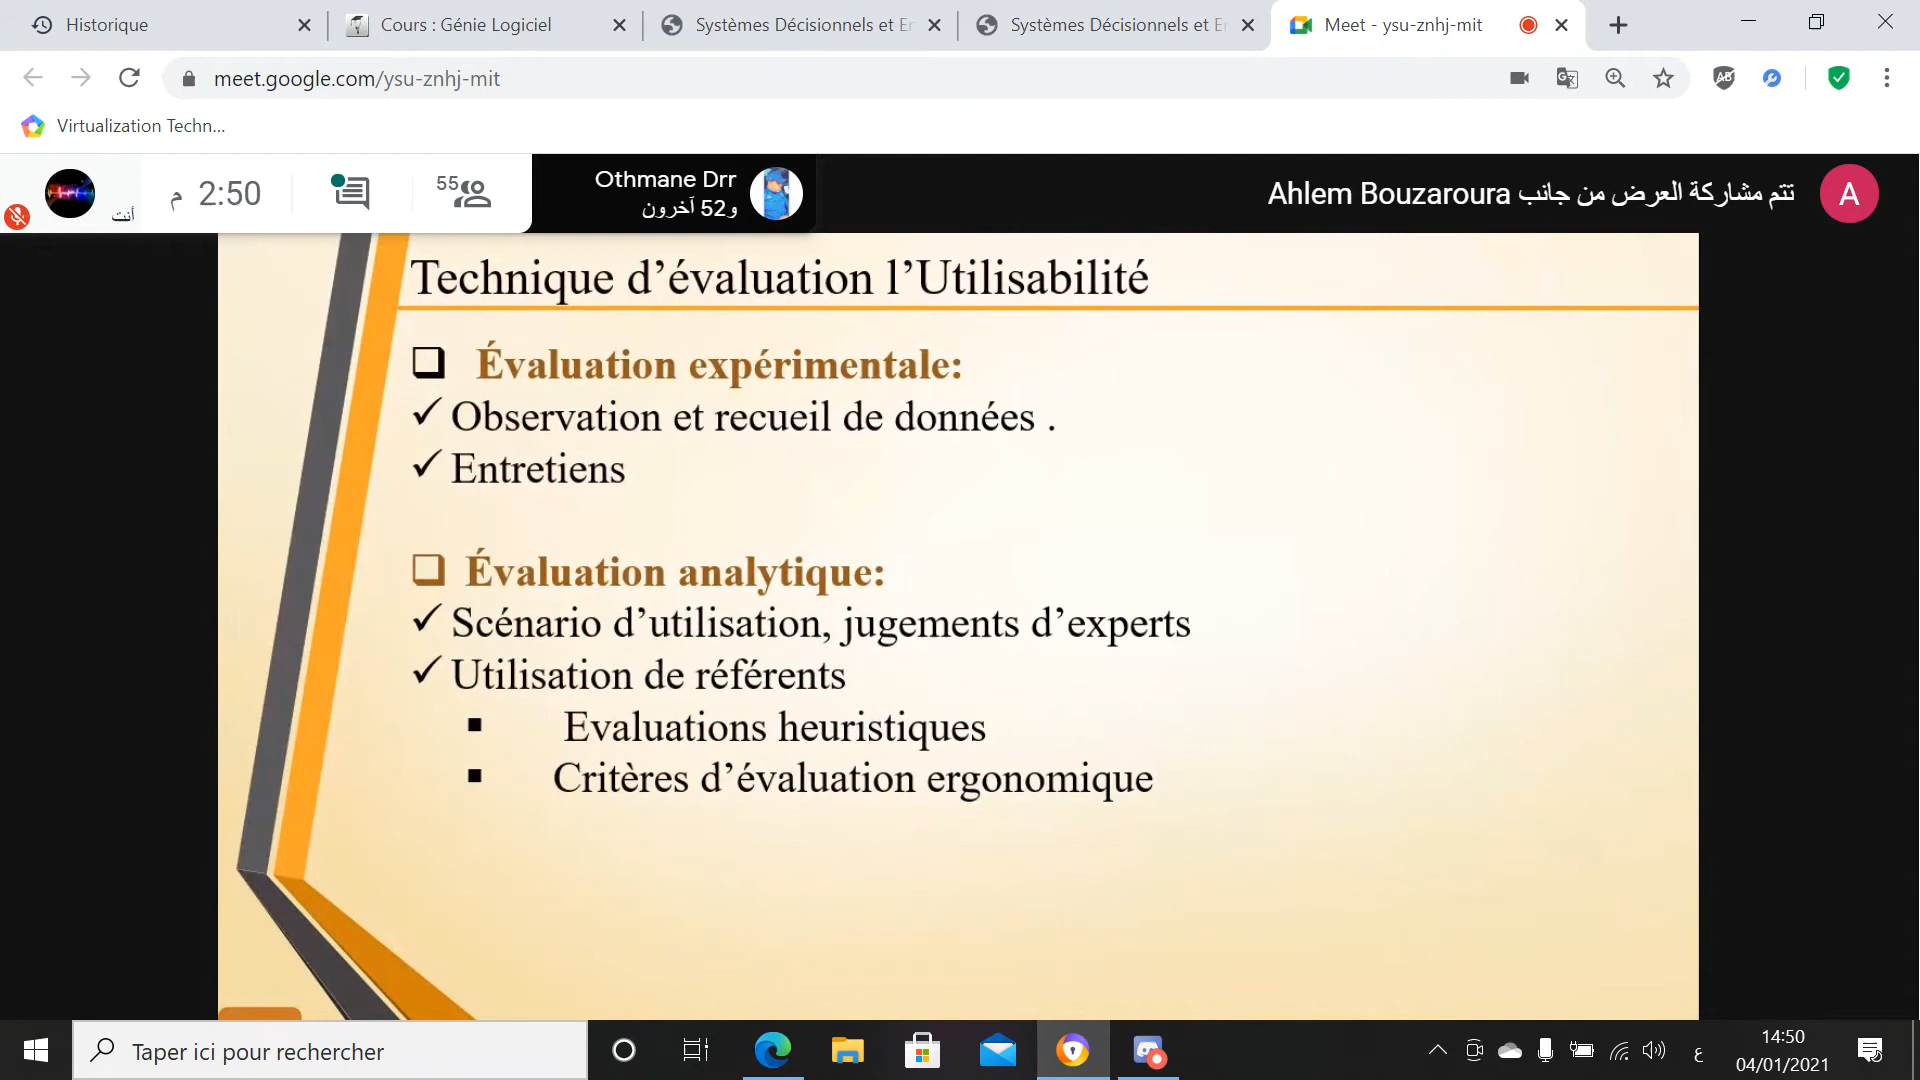 Historique
Cours : Génie Logiciel
Systèmes Décisionnels et En
Systèmes Décisionnels et En
Meet - ysu-znhj-mit
meet.google.com/ysu-znhj-mit
Virtualization Techn...
أنت
2:50 م
55
Othmane Drr
و52 آخرون
تتم مشاركة العرض من جانب Ahlem Bouzaroura
A
Technique d’évaluation l’Utilisabilité
Évaluation expérimentale:
Observation et recueil de données .
Entretiens
Évaluation analytique:
Scénario d’utilisation, jugements d’experts
Utilisation de référents
Evaluations heuristiques
Critères d’évaluation ergonomique
Taper ici pour rechercher
ع
14:50
04/01/2021